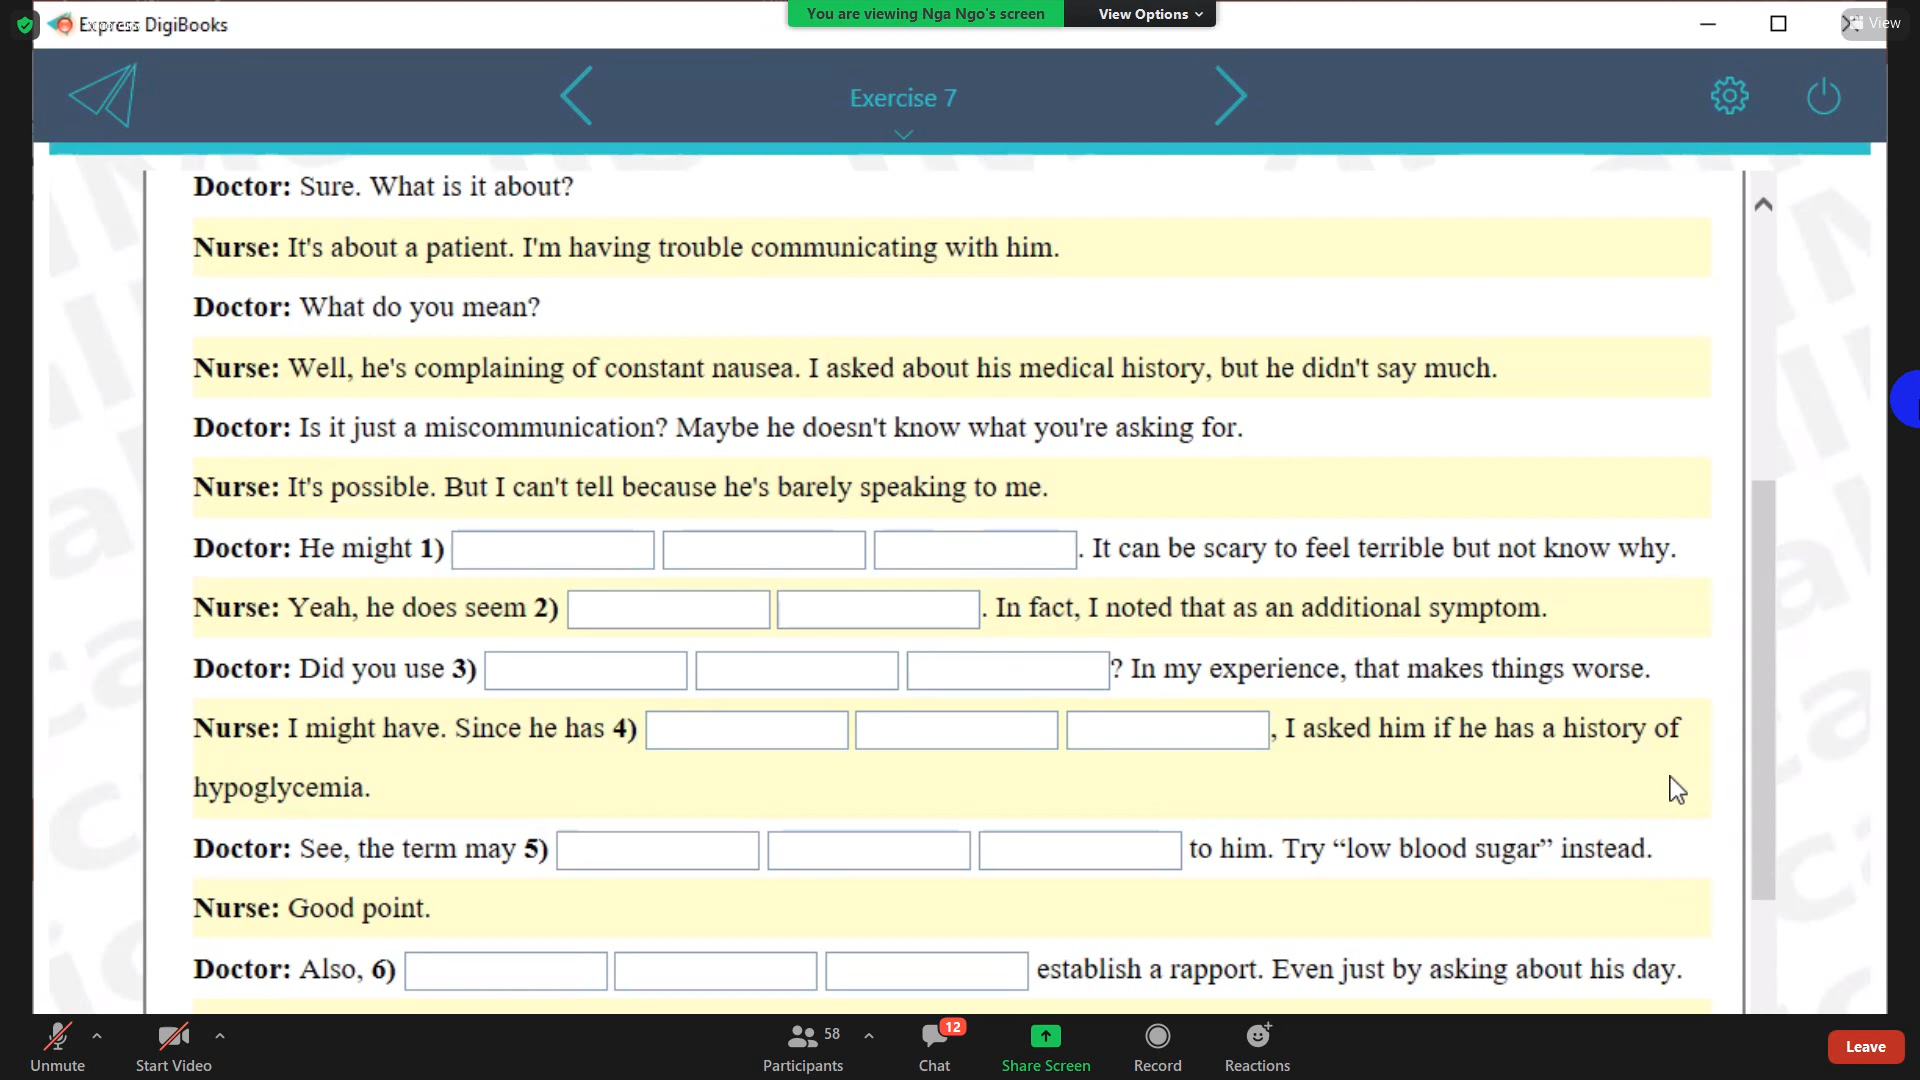 Express DigiBooks
You are viewing Nga Ngo's screen View Options
View
Exercise 7
Doctor: Sure. What is it about?
Nurse: It's about a patient. I'm having trouble communicating with him.
Doctor: What do you mean?
Nurse: Well, he's complaining of constant nausea. I asked about his medical history, but he didn't say much.
Doctor: Is it just a miscommunication? Maybe he doesn't know what you're asking for.
Nurse: It's possible. But I can't tell because he's barely speaking to me.
Doctor: He might 1) . It can be scary to feel terrible but not know why.
Nurse: Yeah, he does seem 2) . In fact, I noted that as an additional symptom.
Doctor: Did you use 3) ? In my experience, that makes things worse.
Nurse: I might have. Since he has 4) , I asked him if he has a history of
hypoglycemia.
Doctor: See, the term may 5) to him. Try “low blood sugar” instead.
Nurse: Good point.
Doctor: Also, 6) establish a rapport. Even just by asking about his day.
Unmute Start Video 58 Participants 12 Chat Share Screen Record Reactions Leave